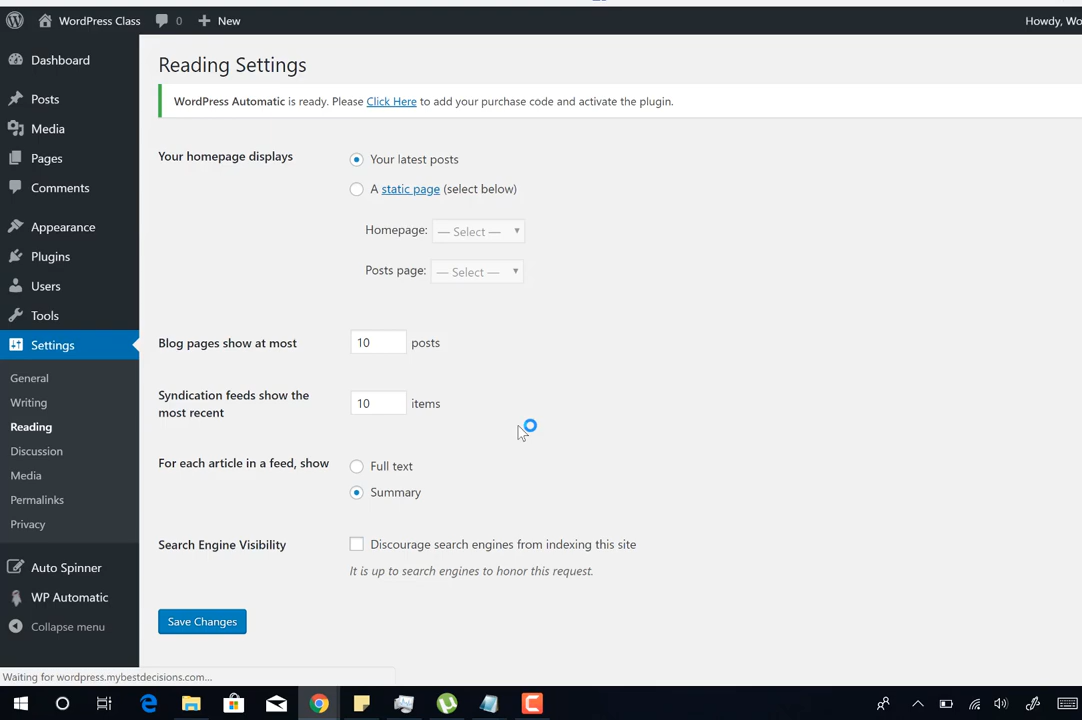 WordPress Class 0 New Howdy, Wo
Dashboard
Posts
Media
Pages
Comments
Appearance
Plugins
Users
Tools
Settings
General
Writing
Reading
Discussion
Media
Permalinks
Privacy
Auto Spinner
WP Automatic
Collapse menu
Reading Settings
WordPress Automatic is ready. Please Click Here to add your purchase code and activate the plugin.
Your homepage displays
Your latest posts
A static page (select below)
Homepage: — Select —
Posts page: — Select —
Blog pages show at most 10 posts
Syndication feeds show the
most recent
10 items
For each article in a feed, show
Full text
Summary
Search Engine Visibility
Discourage search engines from indexing this site
It is up to search engines to honor this request.
Save Changes
Waiting for wordpress.mybestdecisions.com...